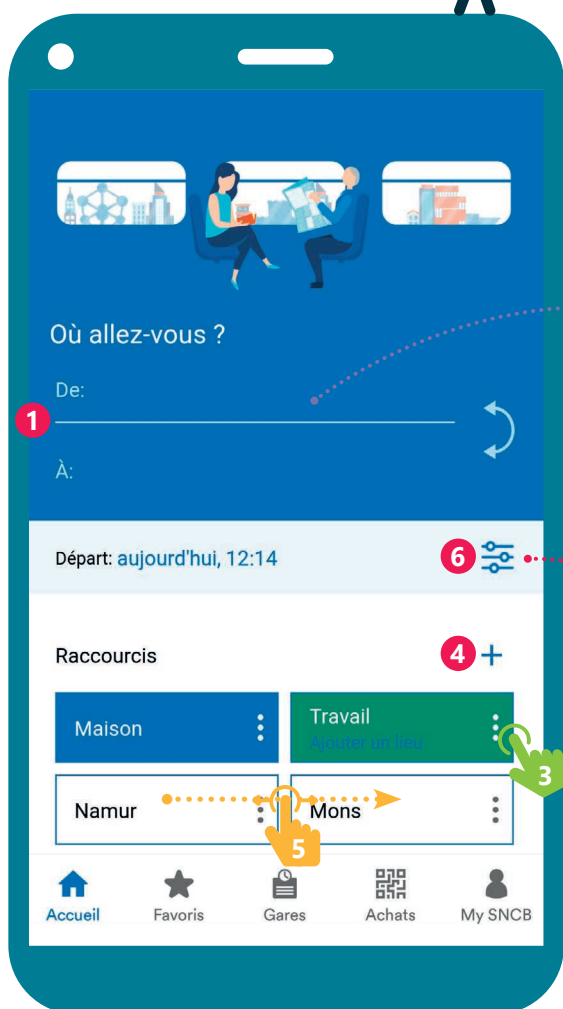 Où allez-vous ?
De:
1
À:
Départ: aujourd'hui, 12:14
6
Raccourcis
4
Maison
Travail
Ajouter un lieu
3
Namur
Mons
5
Accueil
Favoris
Gares
Achats
My SNCB